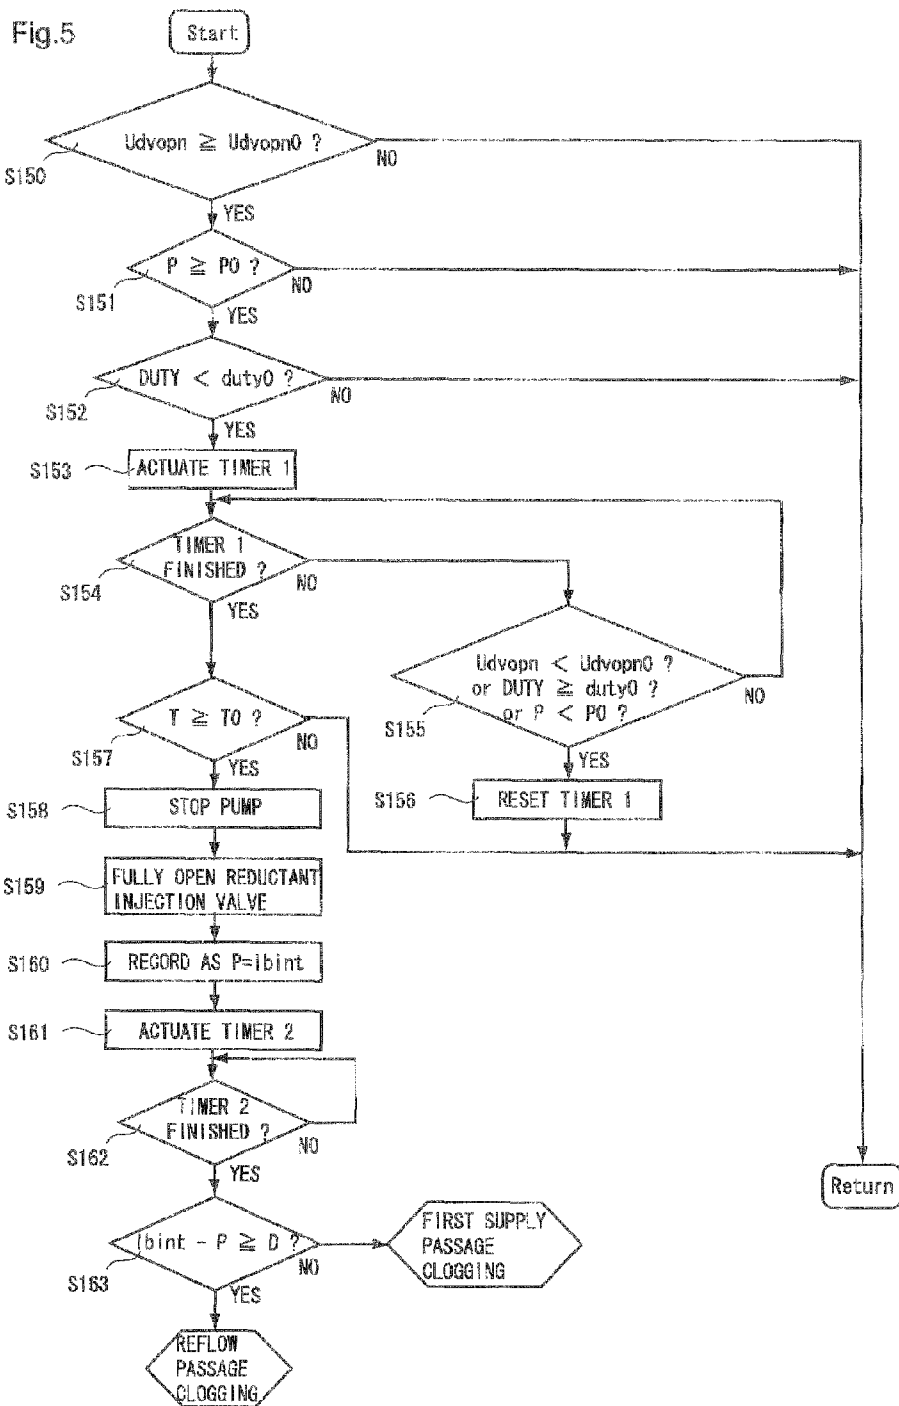 Fig.5
Start
Udvopn ≧ Udvopn0 ?
NO
S150
YES
P ≧ P0 ?
NO
S151
YES
DUTY < duty0 ?
NO
S152
YES
S153
ACTUATE TIMER 1
TIMER 1
FINISHED ?
NO
S154
YES
Udvopn < Udvopn0 ?
or DUTY ≧ duty0 ?
or P < P0 ?
NO
S155
YES
S156
RESET TIMER 1
T ≧ T0 ?
NO
S157
YES
S158
STOP PUMP
S159
FULLY OPEN REDUCTANT
INJECTION VALVE
S160
RECORD AS P=Ibint
S161
ACTUATE TIMER 2
TIMER 2
FINISHED ?
NO
S162
YES
Return
Ibint - P ≧ D ?
NO
S163
YES
FIRST SUPPLY
PASSAGE
CLOGGING
REFLOW
PASSAGE
CLOGGING